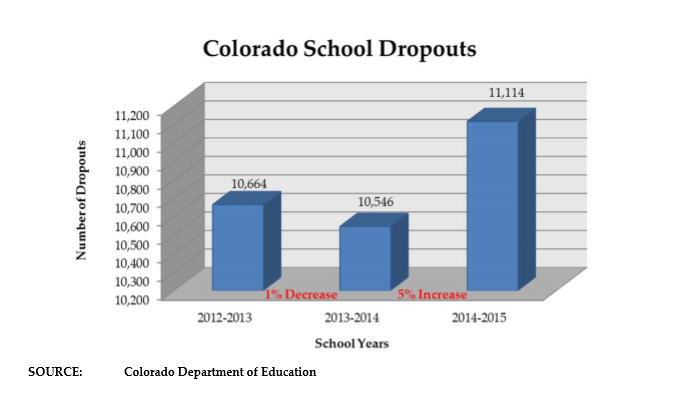 Colorado School Dropouts
Number of Dropouts
11,200
11,100
11,000
10,900
10,800
10,700
10,600
10,500
10,400
10,300
10,200
10,664
10,546
11,114
1% Decrease
5% Increase
2012-2013
2013-2014
2014-2015
School Years
SOURCE: Colorado Department of Education